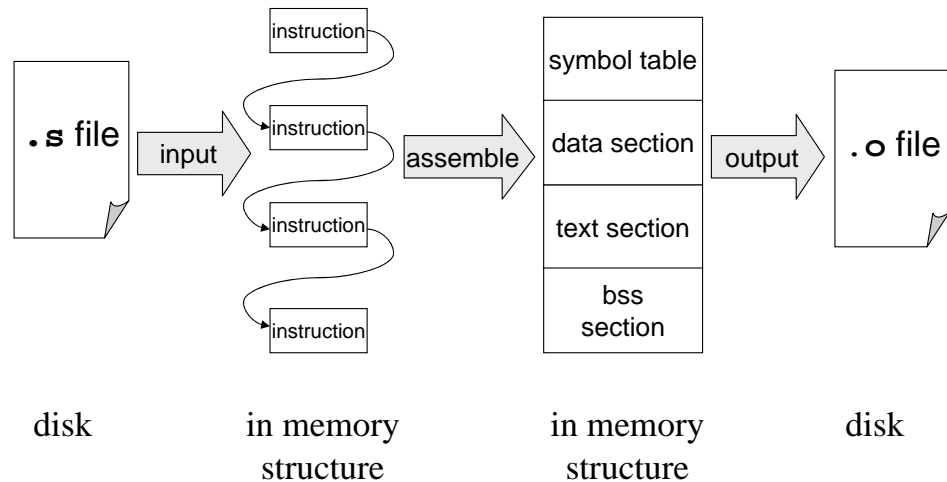 .s file
input
instruction
instruction
instruction
instruction
assemble
symbol table
data section
text section
bss
section
output
.o file
disk
in memory
structure
in memory
structure
disk